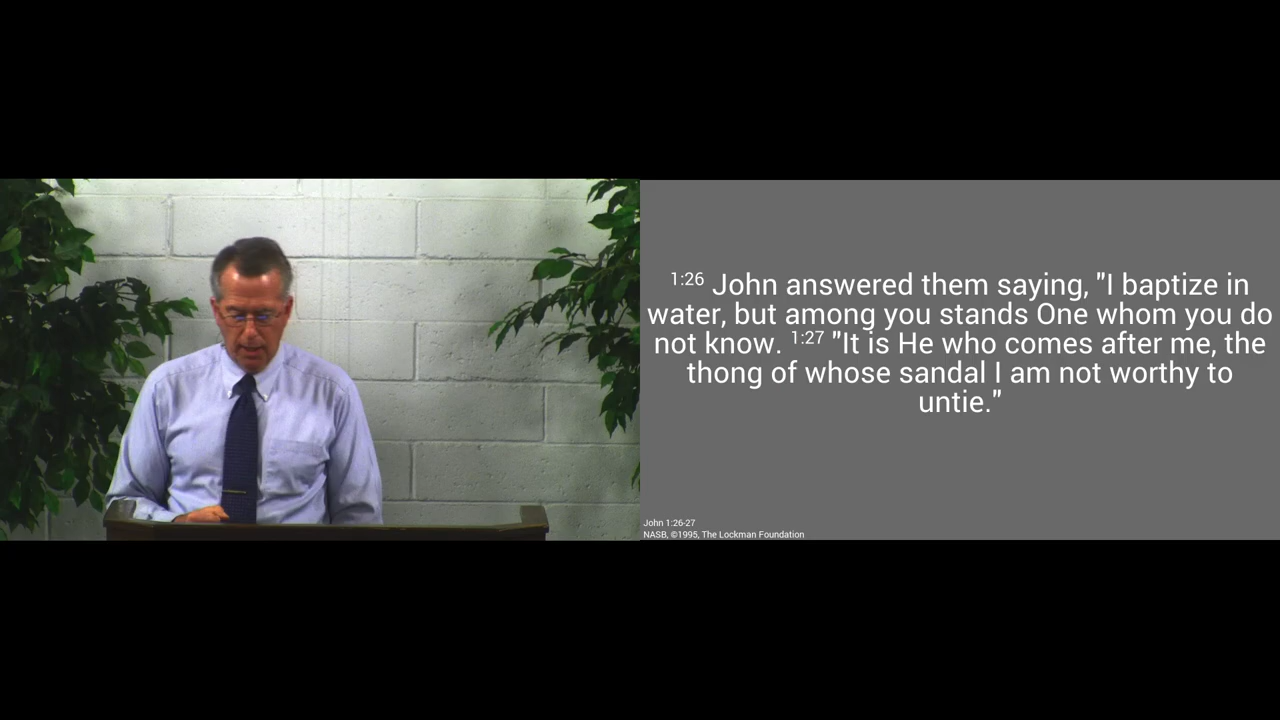 1:26 John answered them saying, "I baptize in
water, but among you stands One whom you do
not know. 1:27 "It is He who comes after me, the
thong of whose sandal I am not worthy to
untie."
John 1:26-27
NASB, ©1995, The Lockman Foundation